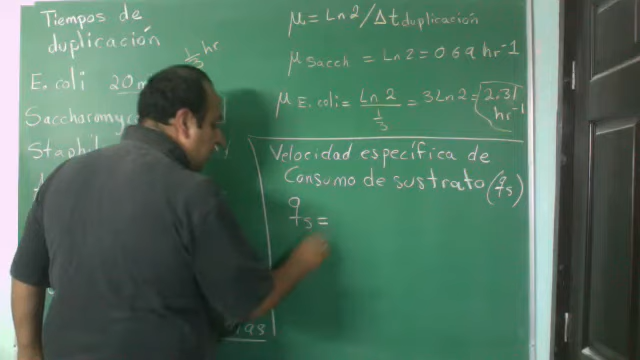 Tiempos de
duplicación
1/3 hr
E. coli 20
Saccharomyc
Staphil
μ = Ln 2 / Δt duplicación
μ Sacch = Ln 2 = 0.69 hr-1
μ E. coli = Ln 2 / 1/3 = 3 Ln 2 = 2.31 hr-1
Velocidad específica de
Consumo de sustrato (qs)
qs =